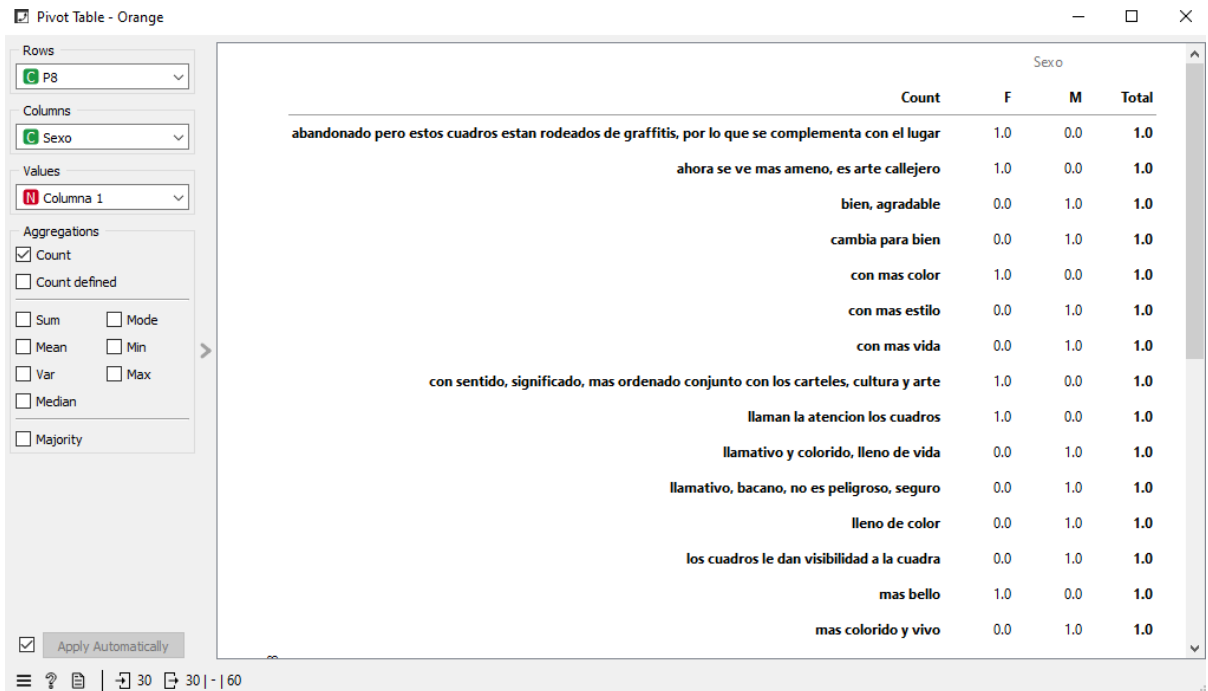 Pivot Table - Orange
Rows
C P8
Columns
C Sexo
Values
N Columna 1
Aggregations
Count
Count defined
Sum Mode
Mean Min
Var Max
Median
Majority
Apply Automatically
Sexo
Count F M Total
abandonado pero estos cuadros estan rodeados de graffitis, por lo que se complementa con el lugar 1.0 0.0 1.0
ahora se ve mas ameno, es arte callejero 1.0 0.0 1.0
bien, agradable 0.0 1.0 1.0
cambia para bien 0.0 1.0 1.0
con mas color 1.0 0.0 1.0
con mas estilo 0.0 1.0 1.0
con mas vida 0.0 1.0 1.0
con sentido, significado, mas ordenado conjunto con los carteles, cultura y arte 1.0 0.0 1.0
llaman la atencion los cuadros 1.0 0.0 1.0
llamativo y colorido, lleno de vida 0.0 1.0 1.0
llamativo, bacano, no es peligroso, seguro 0.0 1.0 1.0
lleno de color 0.0 1.0 1.0
los cuadros le dan visibilidad a la cuadra 0.0 1.0 1.0
mas bello 1.0 0.0 1.0
mas colorido y vivo 0.0 1.0 1.0
? | 30 30 | - | 60